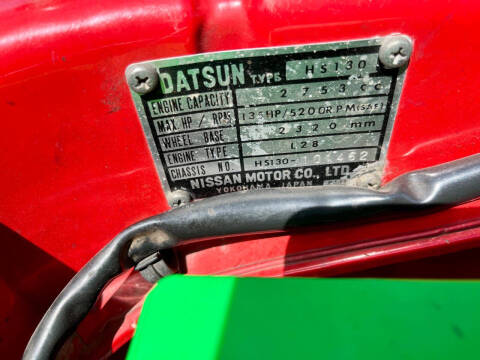 DATSUN TYPE HS130
ENGINE CAPACITY 2753 cc
MAX. HP / RPM 135HP/5200RPM(SAE)
WHEEL BASE 2320 mm
ENGINE TYPE L28
CHASSIS NO. HS130-
NISSAN MOTOR CO., LTD.
YOKOHAMA JAPAN